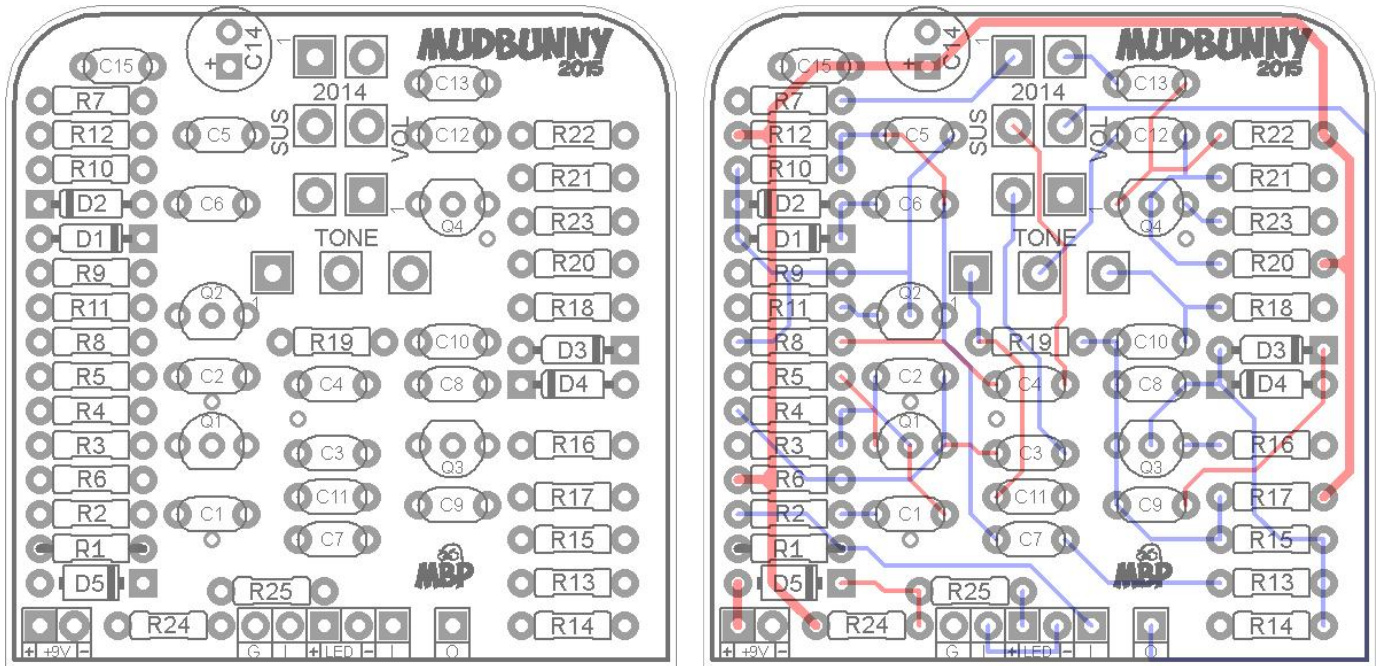 MUDBUNNY
2015
C14
+
1
C15
C13
R7
2014
R12
C5
SUS
VOL
C12
R22
R10
R21
D2
C6
1
Q4
R23
D1
TONE
R20
R9
R11
Q2
1
R18
R8
R19
C10
D3
R5
C2
C4
C8
D4
R4
R3
Q1
C3
Q3
R16
R6
R2
C1
C11
C9
R17
R1
C7
R15
D5
R25
MBP
R13
R24
R14
+ +9V - G I + LED - I O
MUDBUNNY
2015
C14
+
1
C15
C13
R7
2014
R12
C5
SUS
VOL
C12
R22
R10
R21
D2
C6
1
Q4
R23
D1
TONE
R20
R9
R11
Q2
1
R18
R8
R19
C10
D3
R5
C2
C4
C8
D4
R4
R3
Q1
C3
Q3
R16
R6
R2
C1
C11
C9
R17
R1
C7
R15
D5
R25
MBP
R13
R24
R14
+ +9V - G I + LED - I O